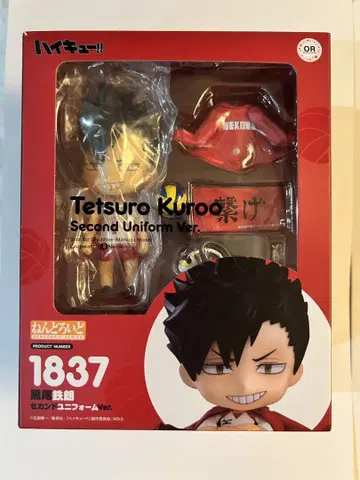 ハイキュー!!
OR
NEKOMA
Tetsuro Kuroo
Second Uniform Ver.
繋げ
ねんどろいど
NENDOROID SERIES
PRODUCT NUMBER
1837
黒尾鉄朗
セカンドユニフォームVer.